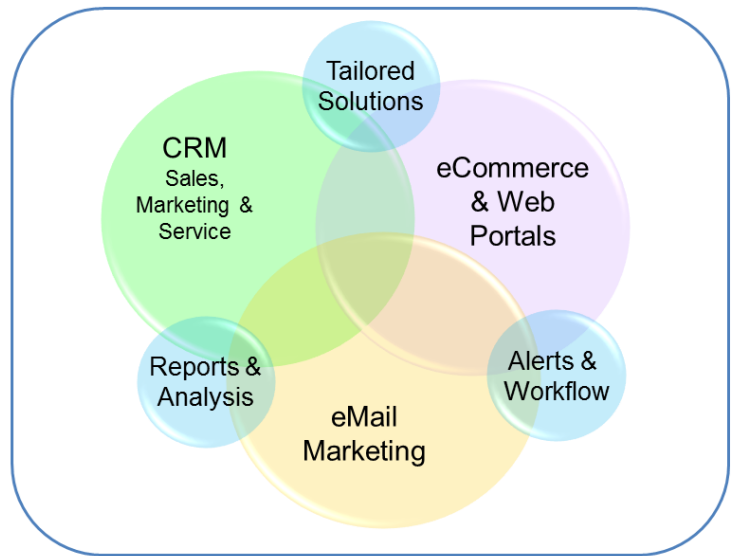 Tailored
Solutions
CRM
Sales,
Marketing &
Service
eCommerce
& Web
Portals
Reports &
Analysis
Alerts &
Workflow
eMail
Marketing